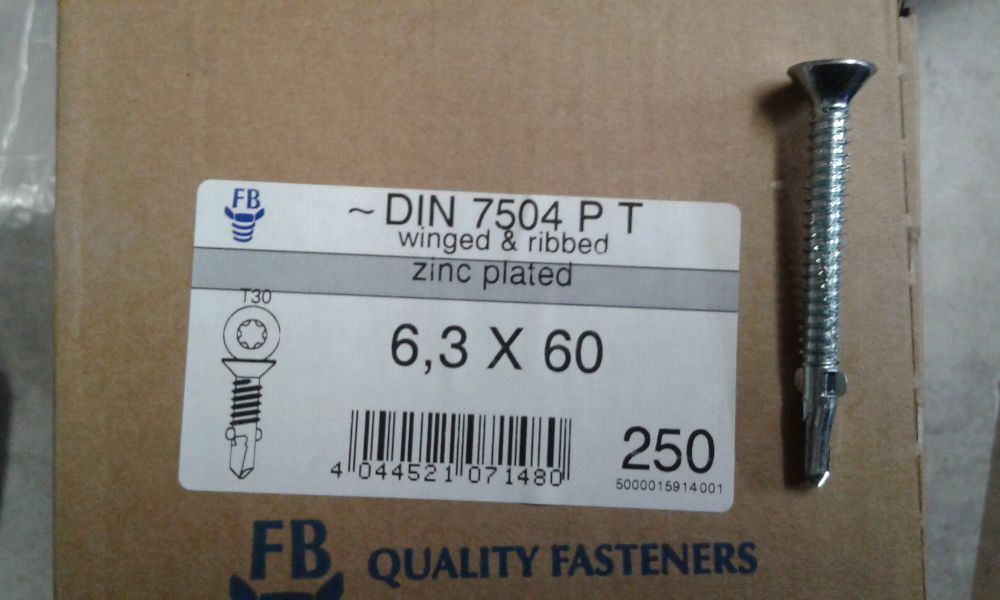 FB
~ DIN 7504 P T
winged & ribbed
zinc plated
T30
6,3 X 60
4 044521 071480
250
5000015914001
FB QUALITY FASTENERS